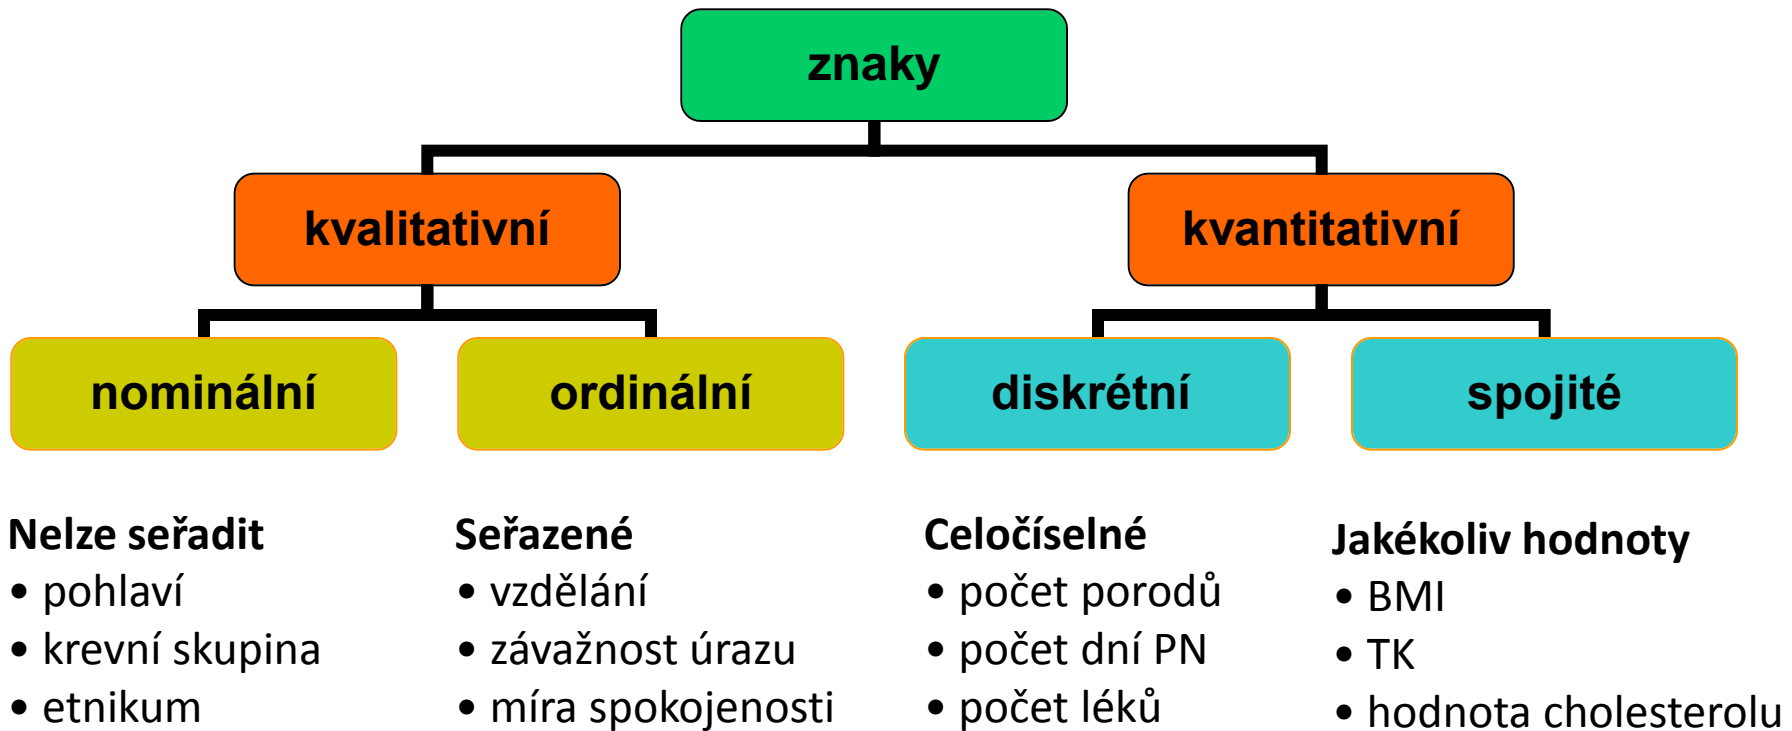 znaky
kvalitativní
kvantitativní
nominální
ordinální
diskrétní
spojité
Nelze seřadit
• pohlaví
• krevní skupina
• etnikum
Seřazené
• vzdělání
• závažnost úrazu
• míra spokojenosti
Celočíselné
• počet porodů
• počet dní PN
• počet léků
Jakékoliv hodnoty
• BMI
• TK
• hodnota cholesterolu